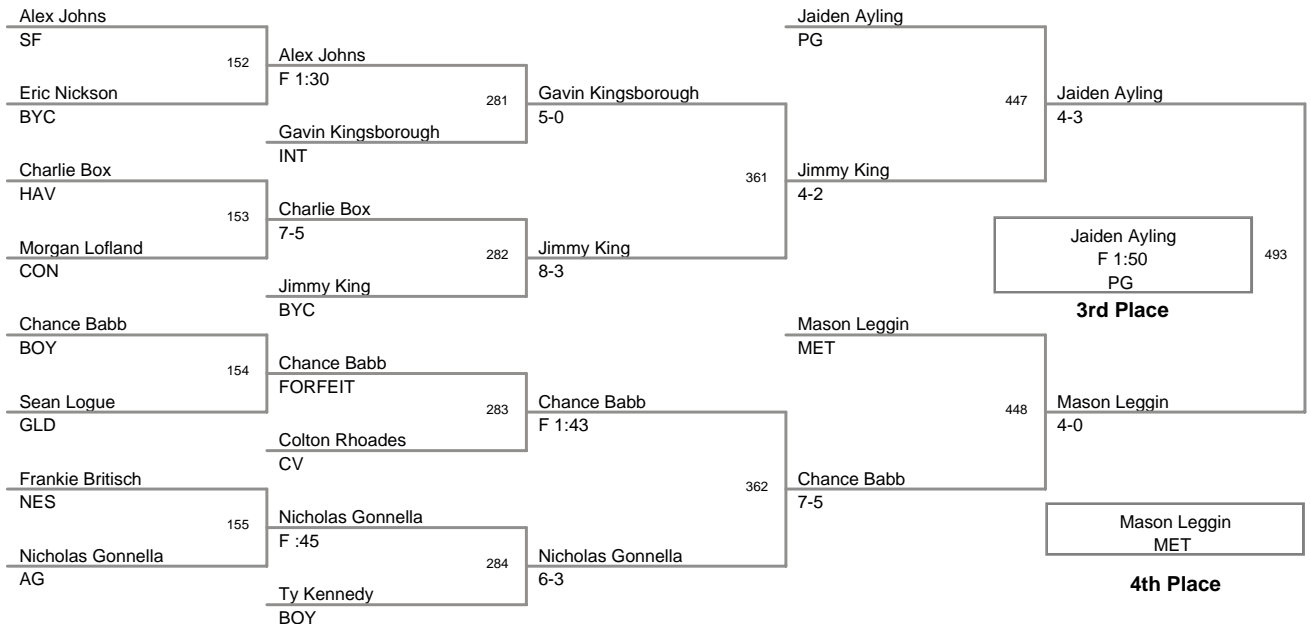 Alex Johns
SF
152
Eric Nickson
BYC
Charlie Box
HAV
153
Morgan Lofland
CON
Chance Babb
BOY
154
Sean Logue
GLD
Frankie Britisch
NES
155
Nicholas Gonnella
AG
Alex Johns
F 1:30
281
Gavin Kingsborough
INT
Charlie Box
7-5
282
Jimmy King
BYC
Chance Babb
FORFEIT
283
Colton Rhoades
CV
Nicholas Gonnella
F :45
284
Ty Kennedy
BOY
Gavin Kingsborough
5-0
361
Jimmy King
8-3
Chance Babb
F 1:43
362
Nicholas Gonnella
6-3
Jaiden Ayling
PG
447
Jimmy King
4-2
Mason Leggin
MET
448
Chance Babb
7-5
Jaiden Ayling
4-3
493
Mason Leggin
4-0
Jaiden Ayling
F 1:50
PG
3rd Place
Mason Leggin
MET
4th Place